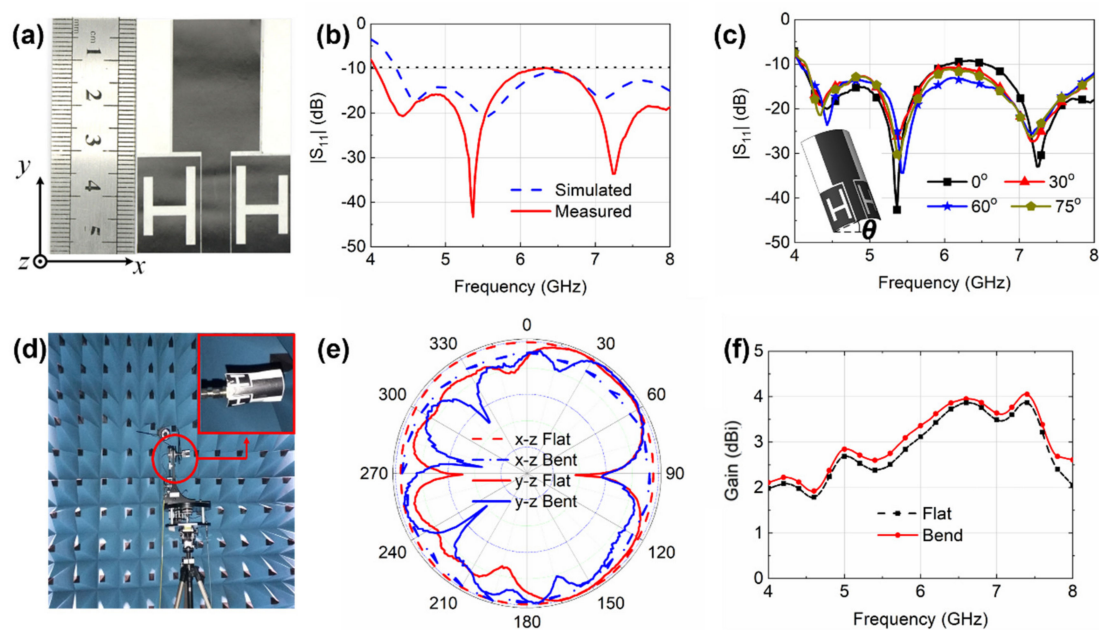 (a)
cm
1
2
3
4
y
z
x
(b)
-10
-20
-30
-40
-50
|S11| (dB)
Simulated
Measured
4 5 6 7 8
Frequency (GHz)
(c)
0
-10
-20
-30
-40
-50
|S11| (dB)
θ
0° 30°
60° 75°
4 5 6 7 8
Frequency (GHz)
(d)
(e)
0
330 30
300 60
270 90
240 120
210 150
180
x-z Flat
x-z Bent
y-z Flat
y-z Bent
(f)
5
4
3
2
1
0
Gain (dBi)
Flat
Bend
4 5 6 7 8
Frequency (GHz)